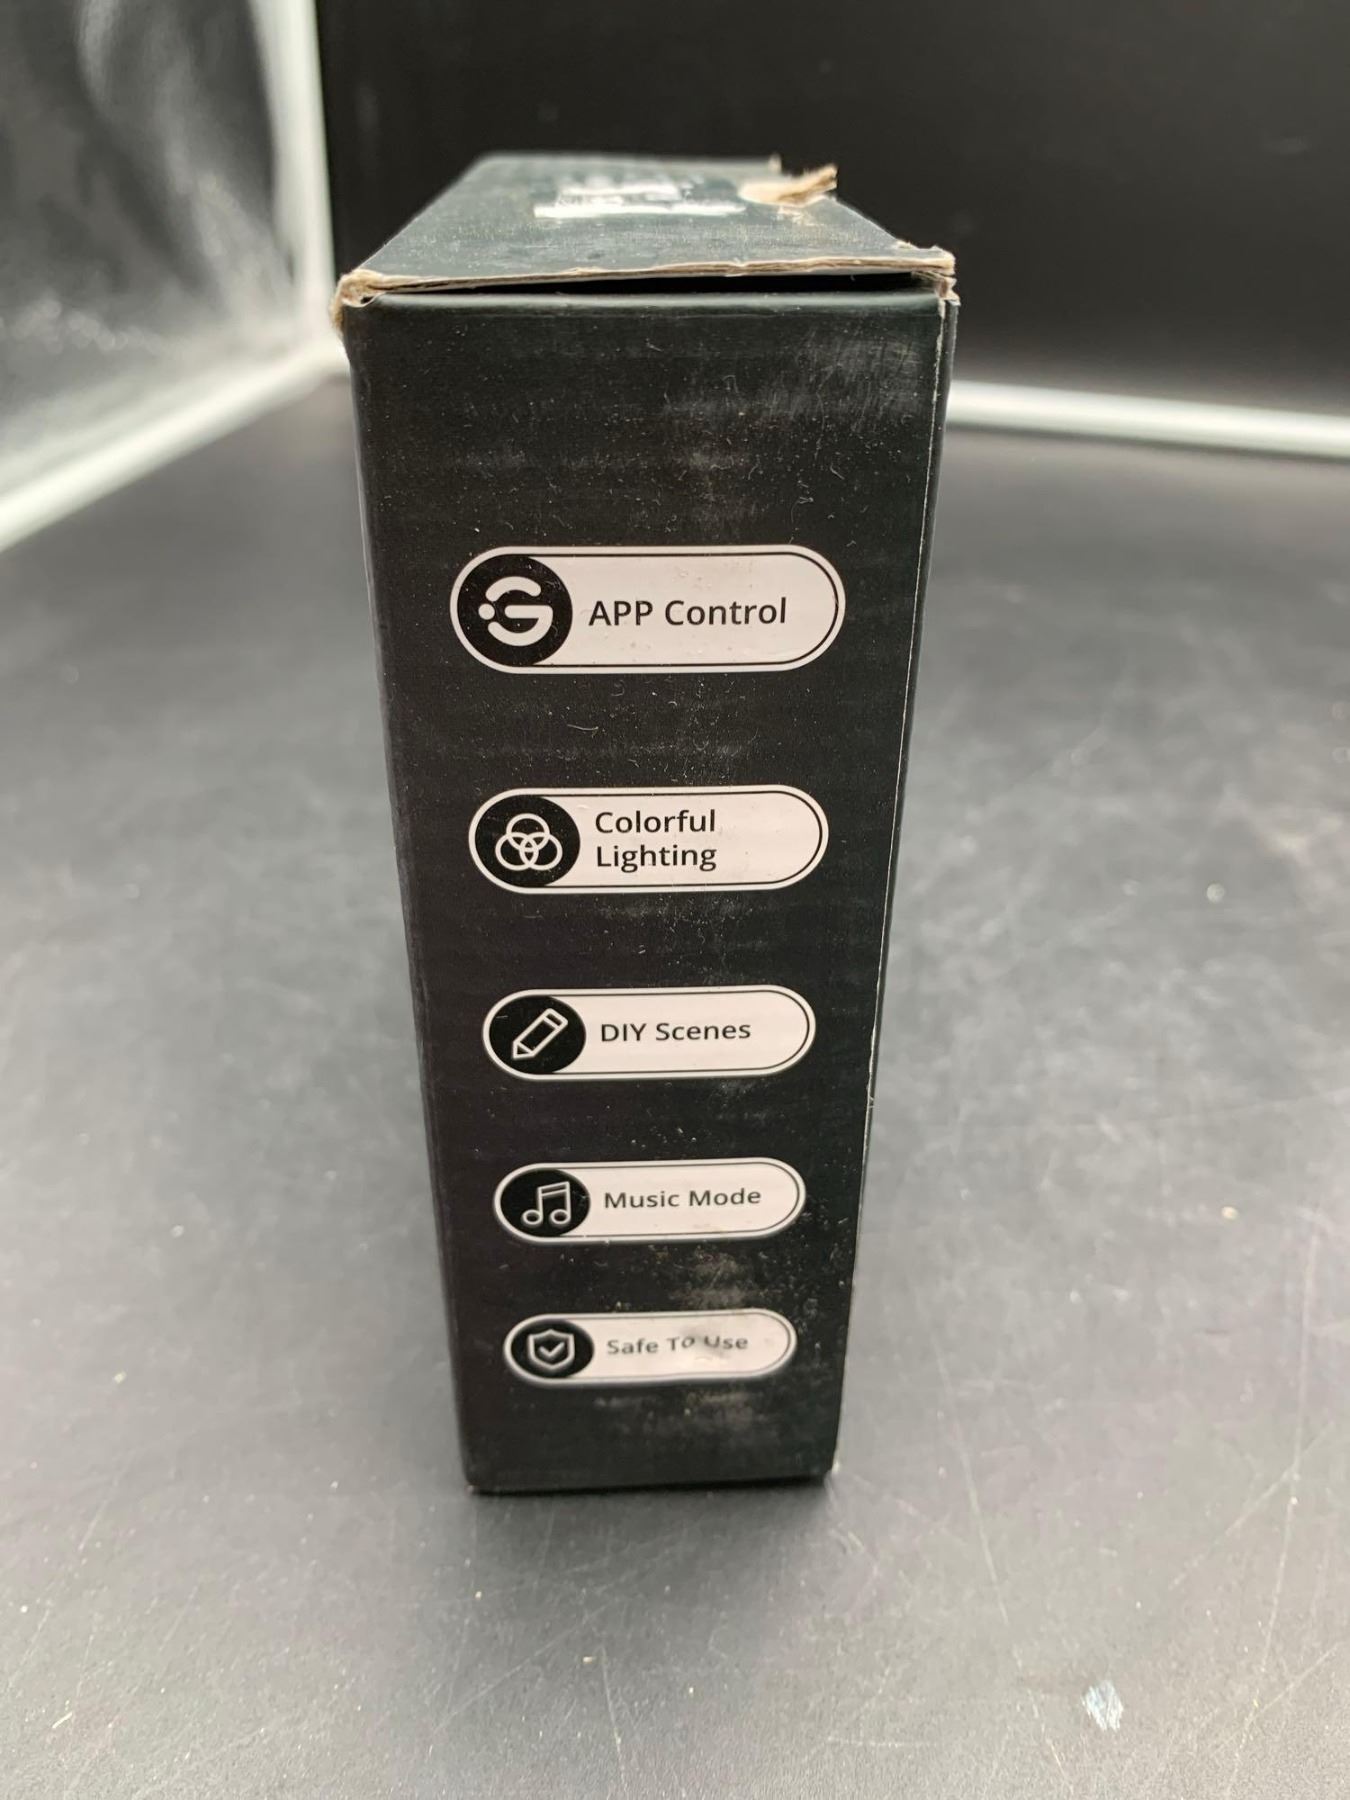 APP Control
Colorful
Lighting
DIY Scenes
Music Mode
Safe To Use